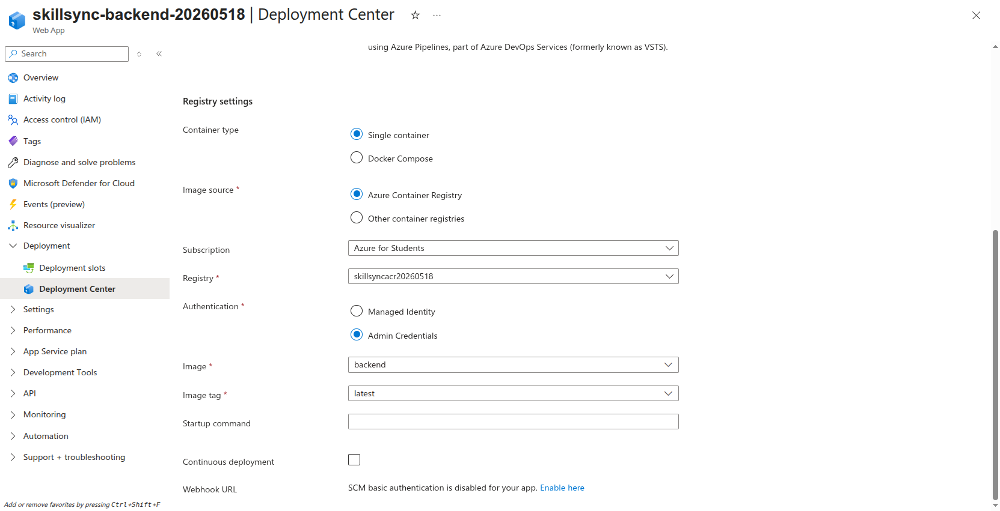 skillsync-backend-20260518 | Deployment Center
Web App
Search
Overview
Activity log
Access control (IAM)
Tags
Diagnose and solve problems
Microsoft Defender for Cloud
Events (preview)
Resource visualizer
Deployment
Deployment slots
Deployment Center
Settings
Performance
App Service plan
Development Tools
API
Monitoring
Automation
Support + troubleshooting
Add or remove favorites by pressing Ctrl+Shift+F
using Azure Pipelines, part of Azure DevOps Services (formerly known as VSTS).
Registry settings
Container type
Single container
Docker Compose
Image source *
Azure Container Registry
Other container registries
Subscription
Azure for Students
Registry *
skillsyncacr20260518
Authentication *
Managed Identity
Admin Credentials
Image *
backend
Image tag *
latest
Startup command
Continuous deployment
Webhook URL
SCM basic authentication is disabled for your app. Enable here